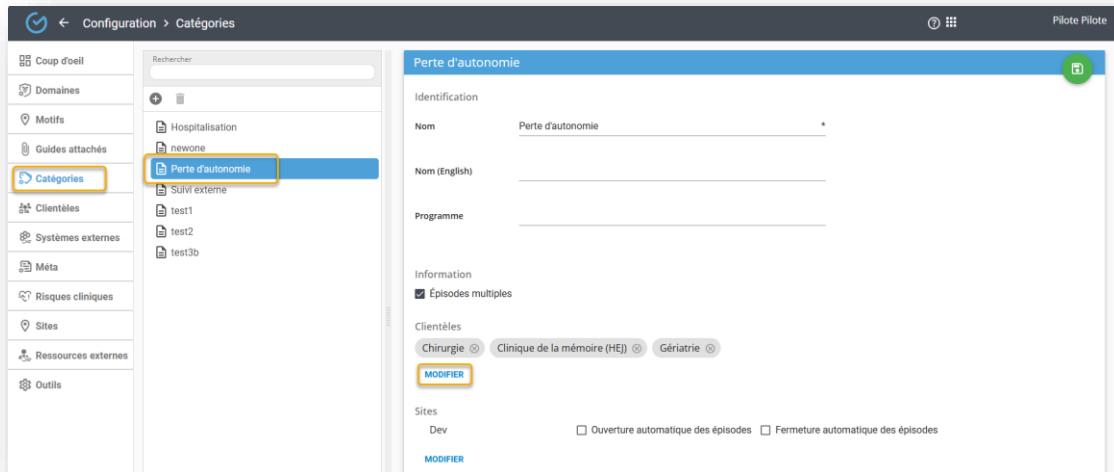 Configuration > Catégories
Pilote Pilote
Coup d'oeil
Domaines
Motifs
Guides attachés
Catégories
Clientèles
Systèmes externes
Méta
Risques cliniques
Sites
Ressources externes
Outils
Rechercher
Hospitalisation
newone
Perte d'autonomie
Suivi externe
test1
test2
test3b
Perte d'autonomie
Identification
Nom Perte d'autonomie *
Nom (English)
Programme
Information
Épisodes multiples
Clientèles
Chirurgie Clinique de la mémoire (HEJ) Gériatrie
MODIFIER
Sites
Dev Ouverture automatique des épisodes Fermeture automatique des épisodes
MODIFIER